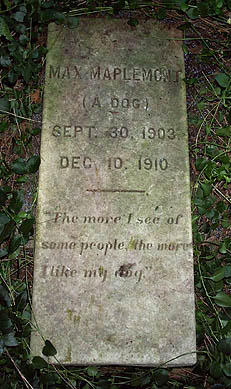 MAX MAPLEMONT
(A DOG)
SEPT. 30, 1903
DEC. 10, 1910
"The more I see of
some people, the more
I like my dog."